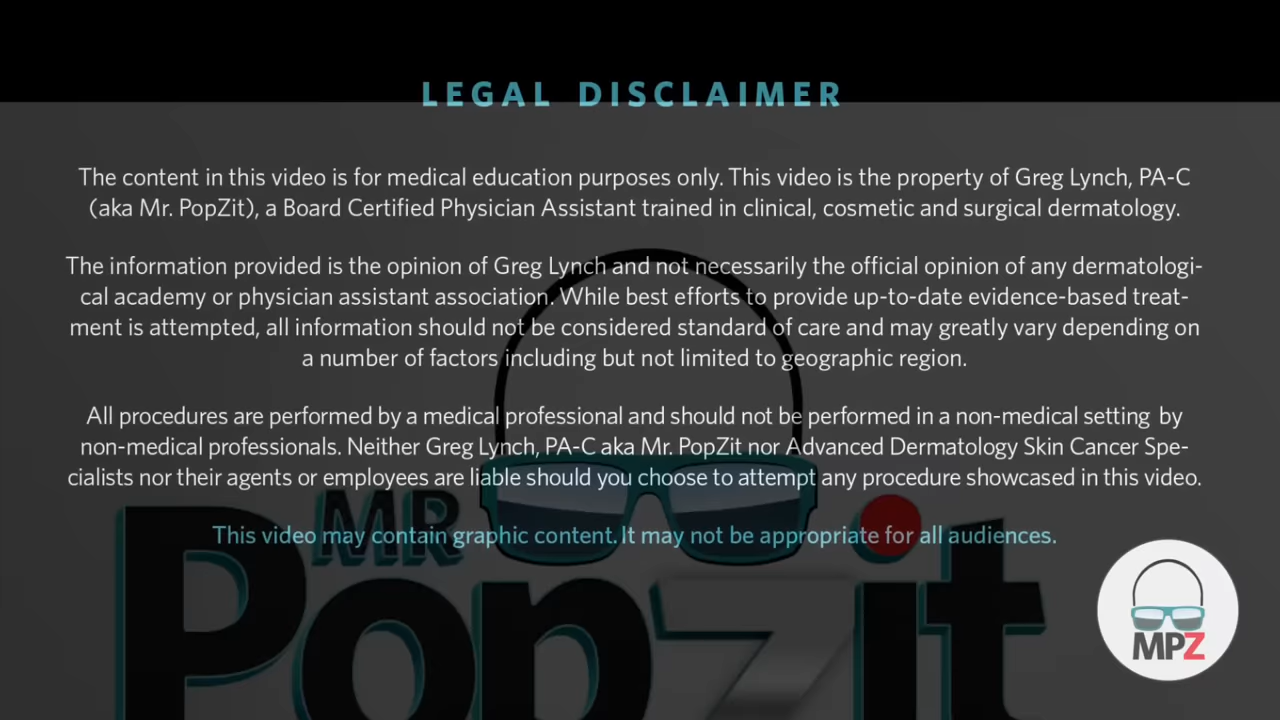 LEGAL DISCLAIMER
The content in this video is for medical education purposes only. This video is the property of Greg Lynch, PA-C
(aka Mr. PopZit), a Board Certified Physician Assistant trained in clinical, cosmetic and surgical dermatology.
The information provided is the opinion of Greg Lynch and not necessarily the official opinion of any dermatologi-
cal academy or physician assistant association. While best efforts to provide up-to-date evidence-based treat-
ment is attempted, all information should not be considered standard of care and may greatly vary depending on
a number of factors including but not limited to geographic region.
All procedures are performed by a medical professional and should not be performed in a non-medical setting by
non-medical professionals. Neither Greg Lynch, PA-C aka Mr. PopZit nor Advanced Dermatology Skin Cancer Spe-
cialists nor their agents or employees are liable should you choose to attempt any procedure showcased in this video.
This video may contain graphic content. It may not be appropriate for all audiences.
MR
PopZit
MPZ